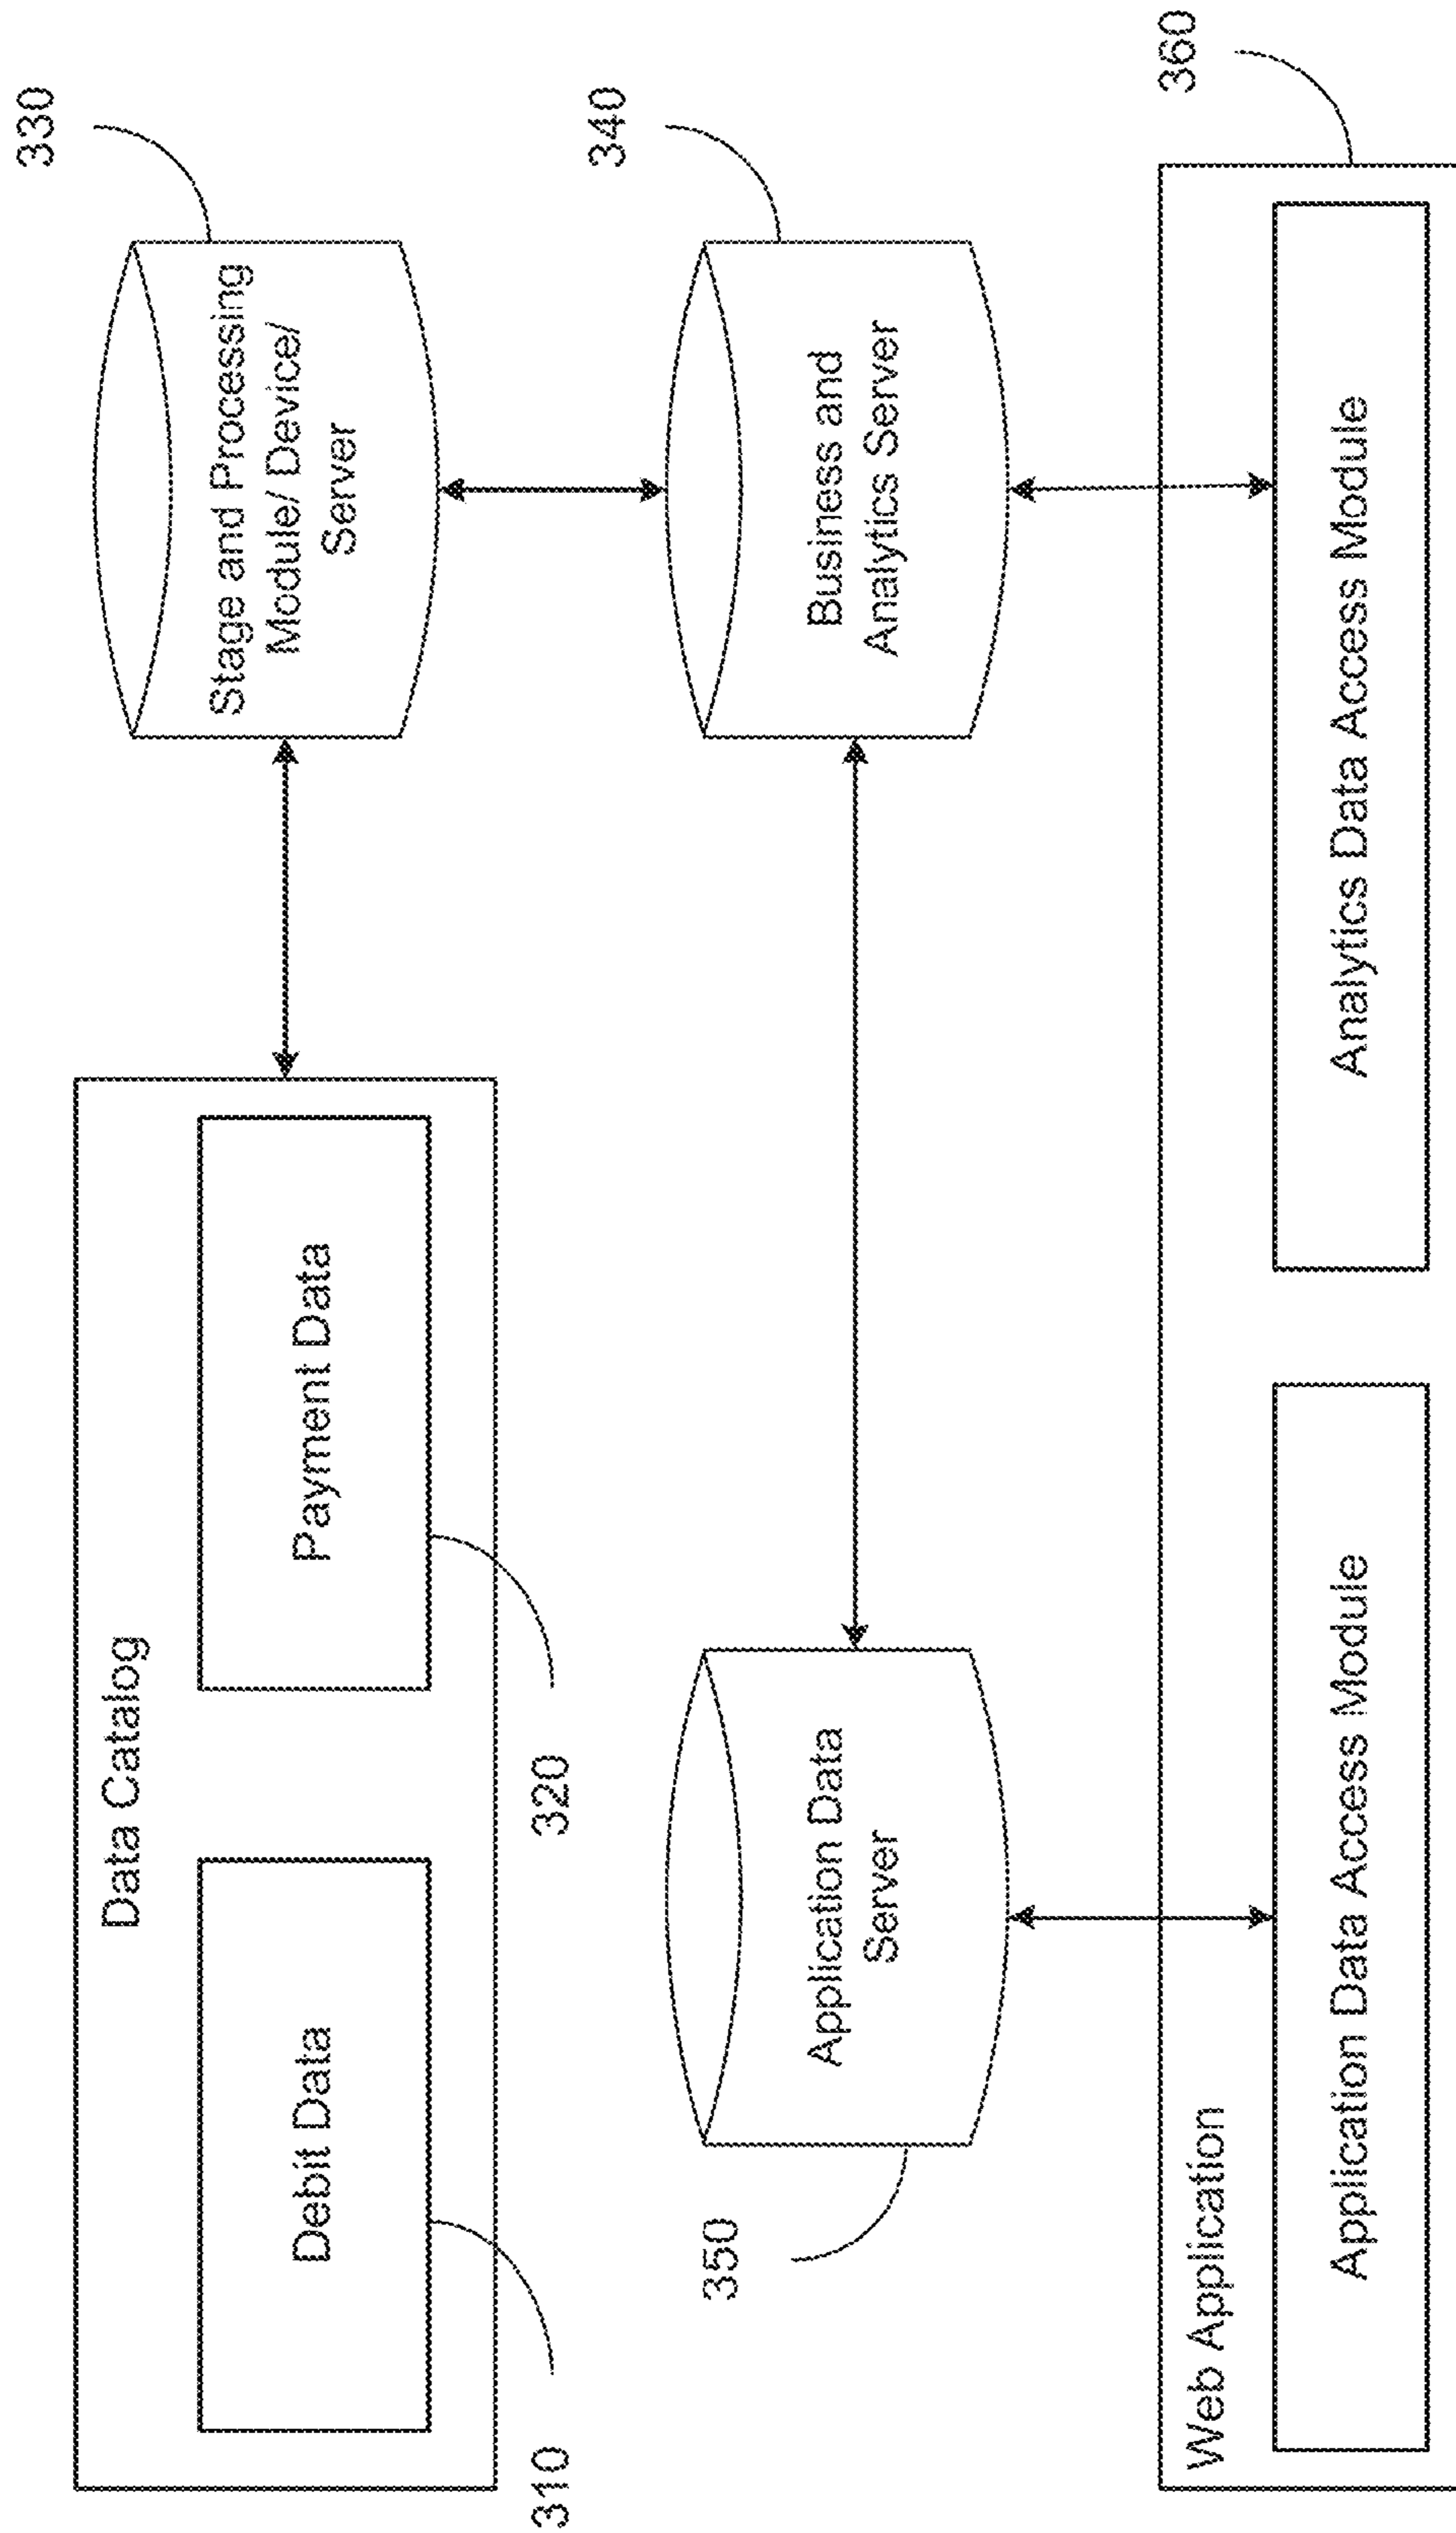 Data Catalog
Debit Data
Payment Data
310
320
330
Stage and Processing
Module/ Device/
Server
340
Business and
Analytics Server
Application Data
Server
350
360
Web Application
Application Data Access Module
Analytics Data Access Module